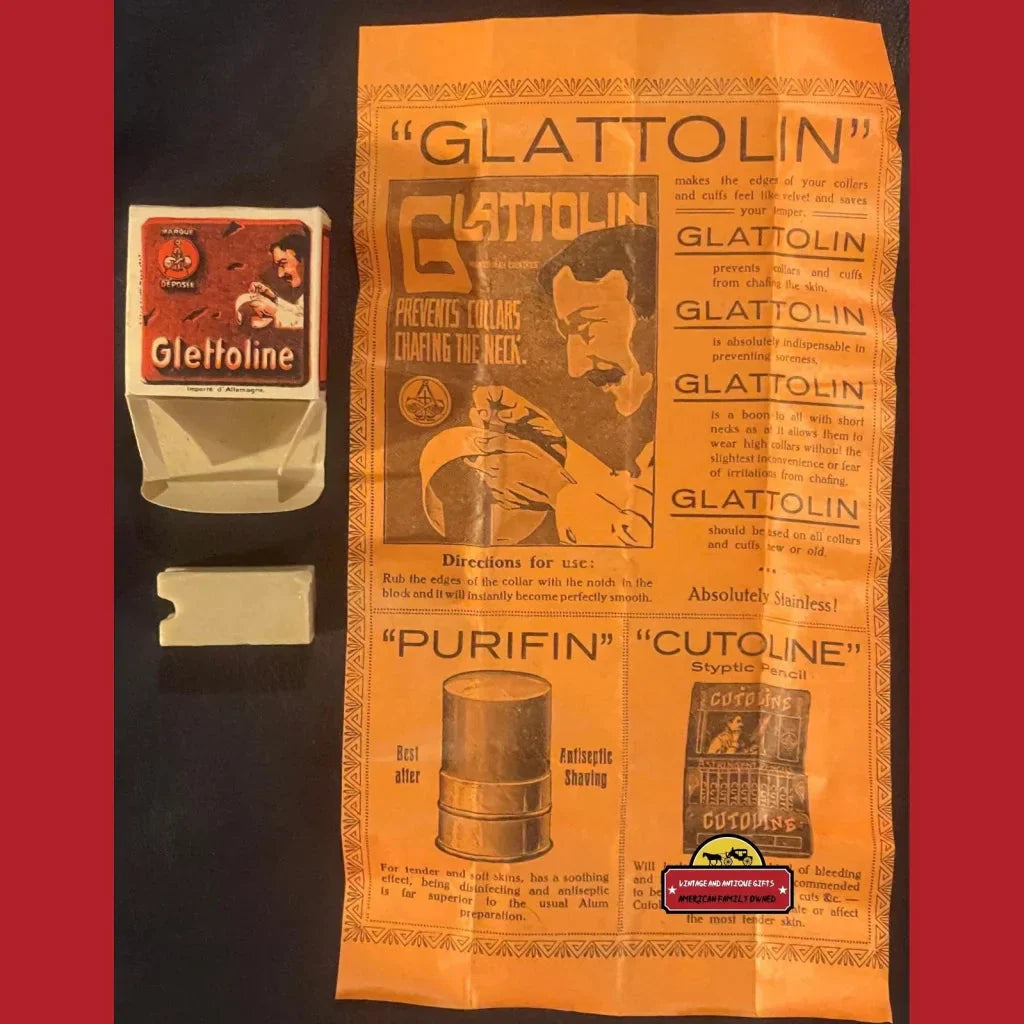 MARQUE
DÉPOSÉE
Glettoline
Importé d'Allemagne.
"GLATTOLIN"
GLATTOLIN
PREVENTS COLLARS
CHAFING THE NECK.
Directions for use:
Rub the edges of the collar with the notch in the
block and it will instantly become perfectly smooth.
makes the edges of your collars
and cuffs feel like velvet and saves
your temper.
GLATTOLIN
prevents collars and cuffs
from chafing the skin.
GLATTOLIN
is absolutely indispensable in
preventing soreness.
GLATTOLIN
is a boon to all with short
necks as it allows them to
wear high collars without the
slightest inconvenience or fear
of irritations from chafing.
GLATTOLIN
should be used on all collars
and cuffs, new or old.
Absolutely Stainless!
"PURIFIN"
Best
after
Antiseptic
Shaving
For tender and soft skins, has a soothing
effect, being disinfecting and antiseptic
is far superior to the usual Alum
preparation.
"CUTOLINE"
Styptic Pencil
CUTOLINE
CUTOLINE
Will of bleeding
and commended
to be cuts &c. —
or affect
the most tender skin.
VINTAGE AND ANTIQUE GIFTS
AMERICAN FAMILY OWNED